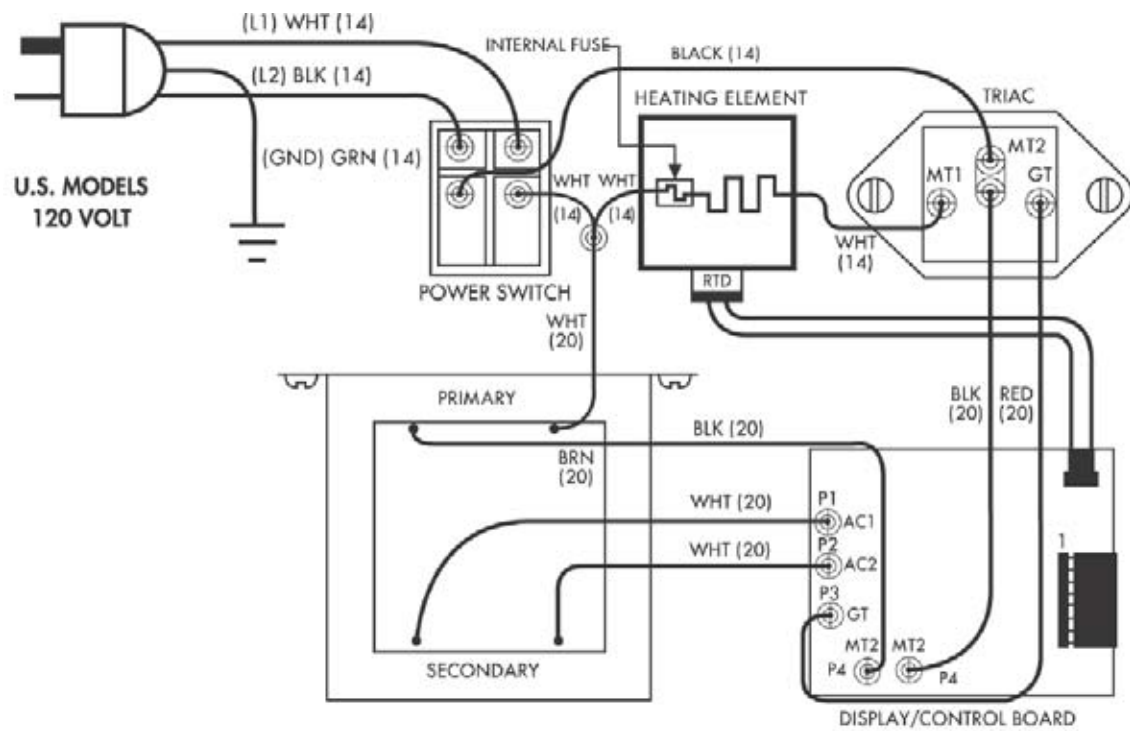 (L1) WHT (14)
INTERNAL FUSE
BLACK (14)
(L2) BLK (14)
HEATING ELEMENT
TRIAC
(GND) GRN (14)
MT2
MT1
GT
U.S. MODELS
120 VOLT
WHT
(14)
WHT
(14)
WHT
(14)
RTD
POWER SWITCH
WHT
(20)
PRIMARY
BLK
(20)
RED
(20)
BLK (20)
BRN
(20)
WHT (20)
P1
AC1
WHT (20)
P2
AC2
1
P3
GT
MT2
MT2
P4
P4
SECONDARY
DISPLAY/CONTROL BOARD